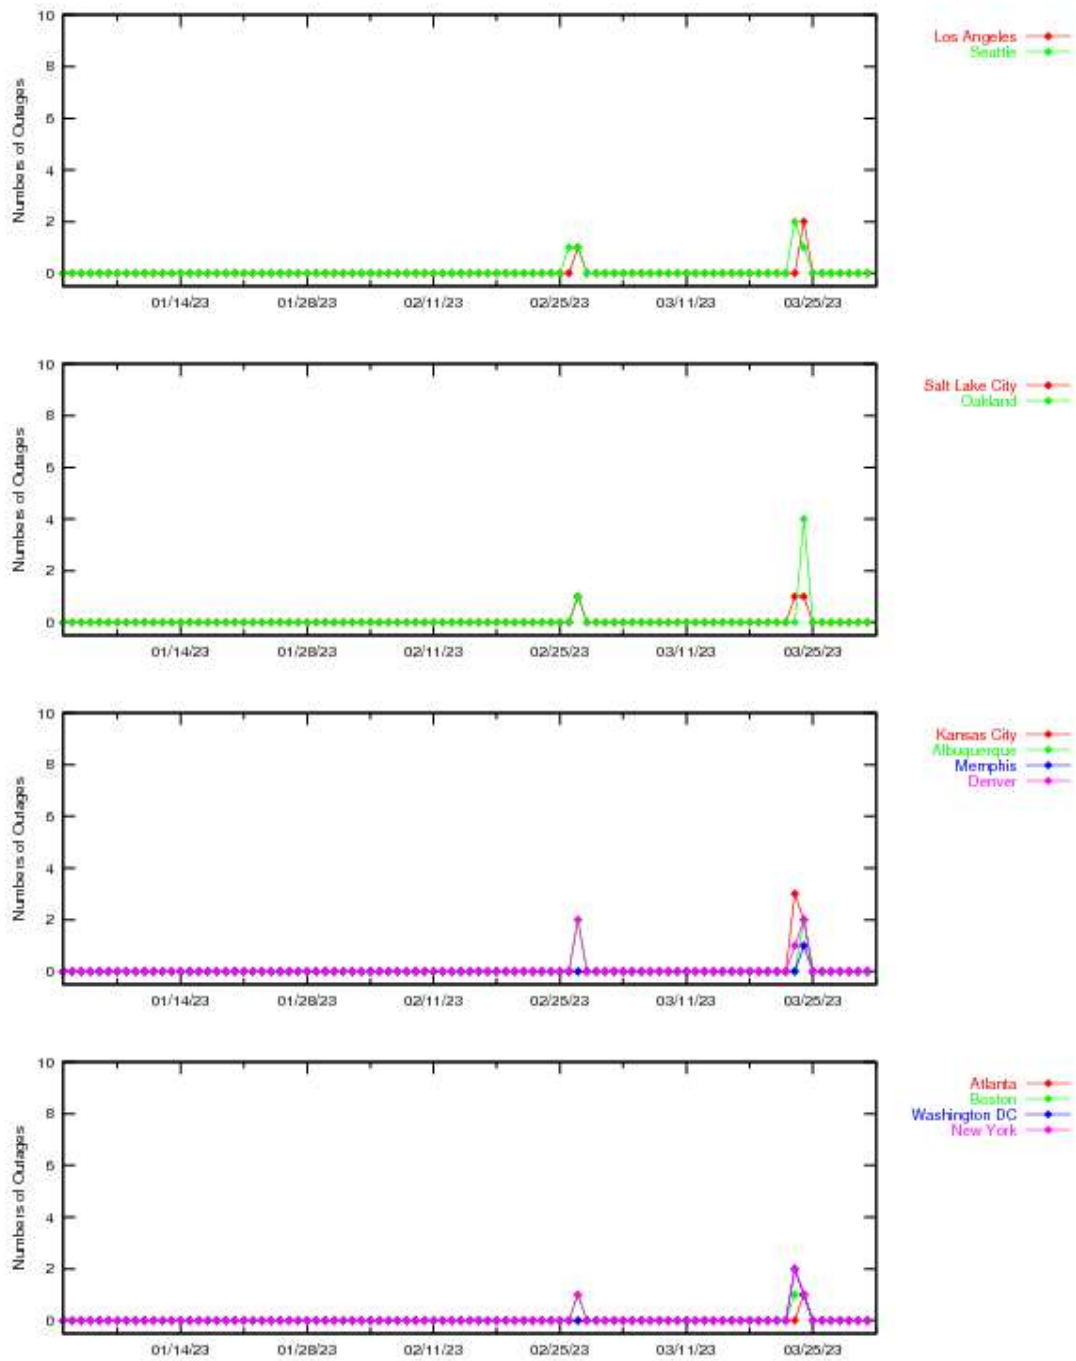 10
8
6
4
2
0
Numbers of Outages
01/14/23 01/28/23 02/11/23 02/25/23 03/11/23 03/25/23
Los Angeles
Seattle
10
8
6
4
2
0
Numbers of Outages
01/14/23 01/28/23 02/11/23 02/25/23 03/11/23 03/25/23
Salt Lake City
Oakland
10
8
6
4
2
0
Numbers of Outages
01/14/23 01/28/23 02/11/23 02/25/23 03/11/23 03/25/23
Kansas City
Albuquerque
Memphis
Denver
10
8
6
4
2
0
Numbers of Outages
01/14/23 01/28/23 02/11/23 02/25/23 03/11/23 03/25/23
Atlanta
Boston
Washington DC
New York